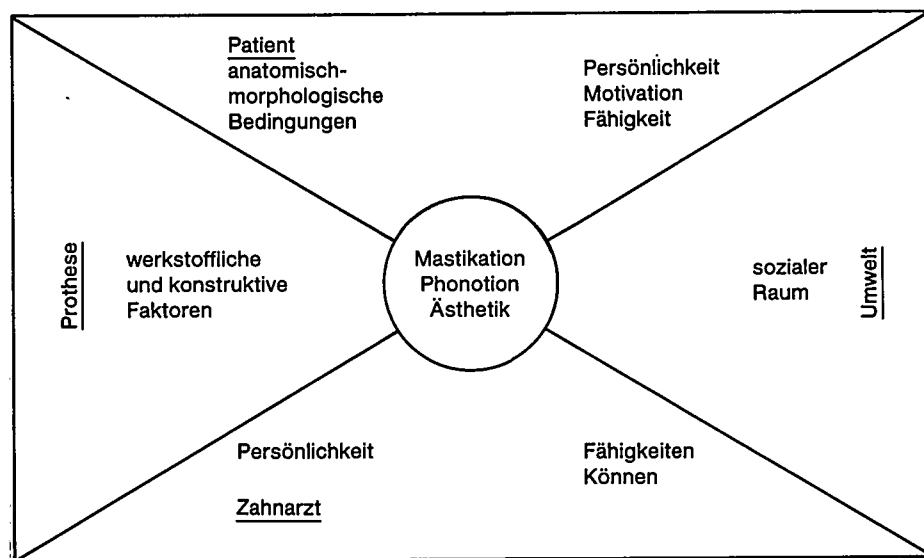 Patient
anatomisch-
morphologische
Bedingungen
Persönlichkeit
Motivation
Fähigkeit
Prothese
werkstoffliche
und konstruktive
Faktoren
Mastikation
Phonotion
Ästhetik
sozialer
Raum
Umwelt
Persönlichkeit
Zahnarzt
Fähigkeiten
Können